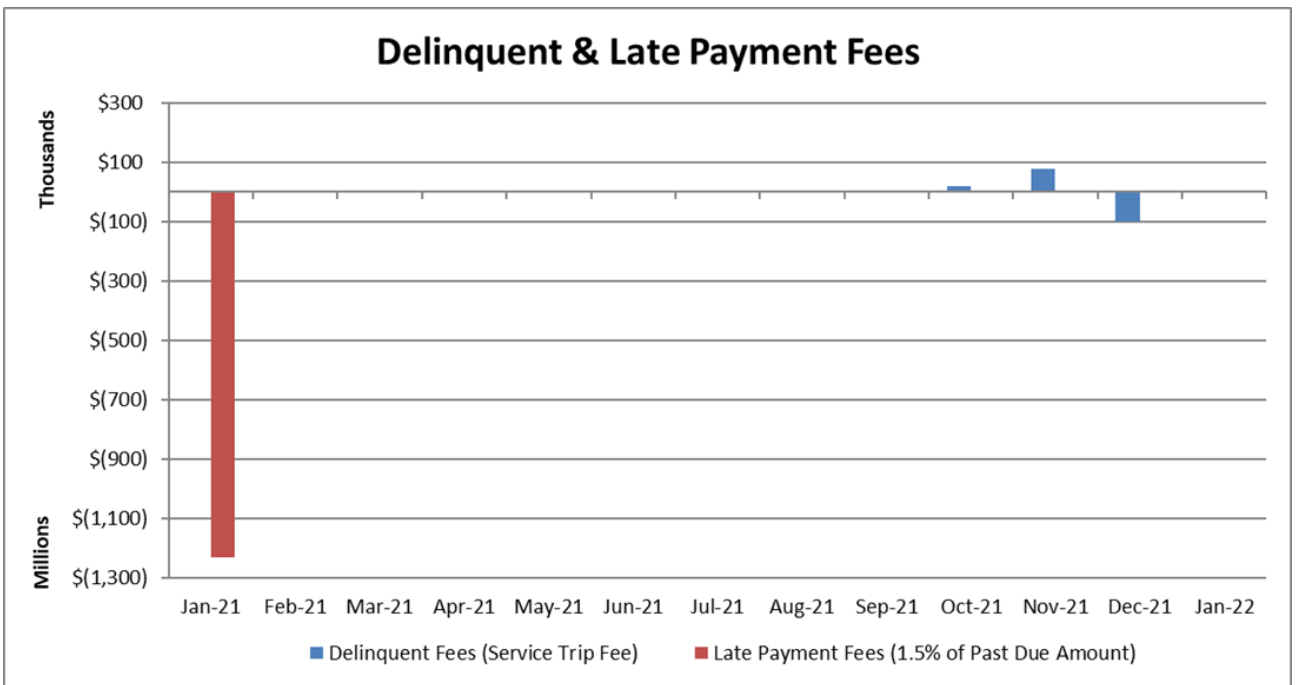 Delinquent & Late Payment Fees
Thousands
$300
$100
$(100)
$(300)
$(500)
$(700)
$(900)
$(1,100)
$(1,300)
Millions
Jan-21 Feb-21 Mar-21 Apr-21 May-21 Jun-21 Jul-21 Aug-21 Sep-21 Oct-21 Nov-21 Dec-21 Jan-22
Delinquent Fees (Service Trip Fee) Late Payment Fees (1.5% of Past Due Amount)